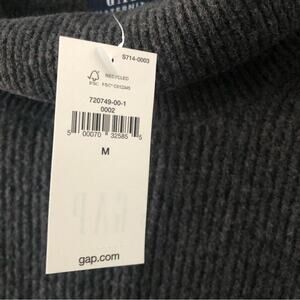 S714-0003
RECYCLED
FSC
720749-00-1
0002
5 00070 32585 5
M
GAP
gap.com